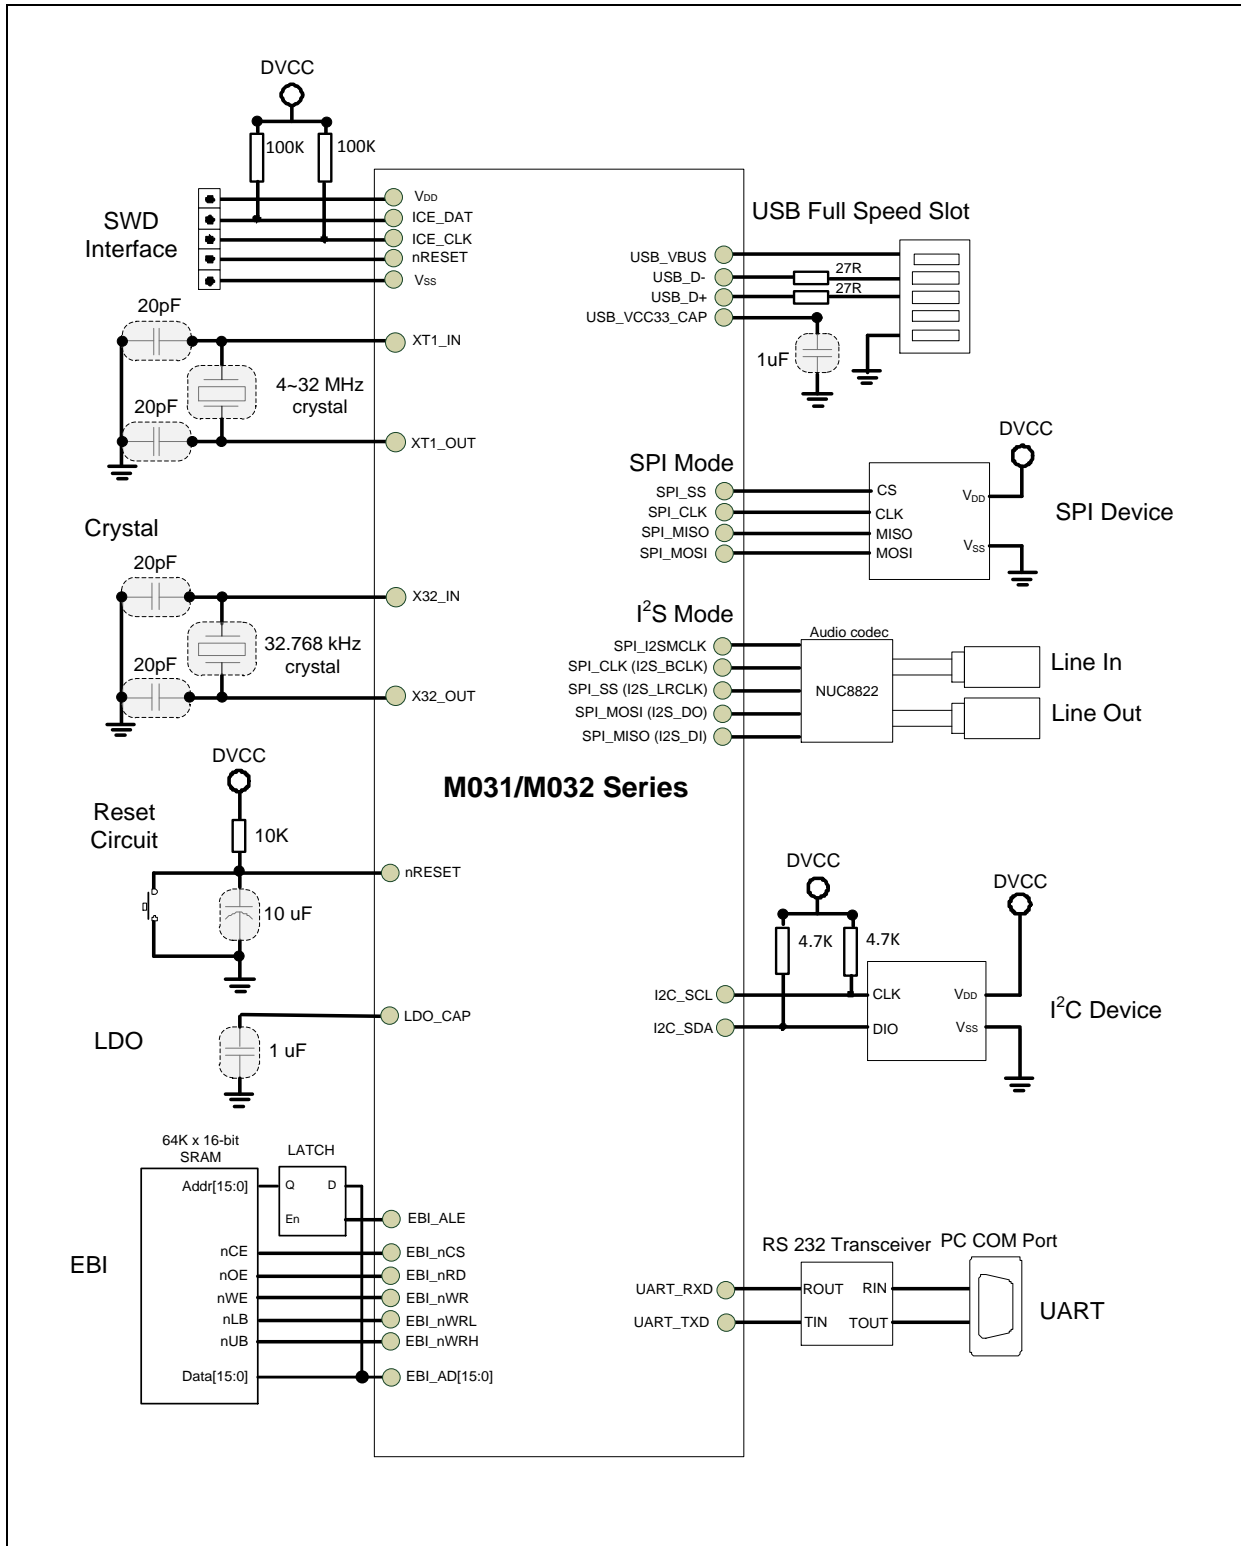 DVCC
100K
100K
SWD
Interface
VDD
ICE_DAT
ICE_CLK
nRESET
VSS
20pF
XT1_IN
4~32 MHz
crystal
20pF
XT1_OUT
Crystal
20pF
X32_IN
32.768 kHz
crystal
20pF
X32_OUT
DVCC
Reset
Circuit
10K
nRESET
10 uF
LDO_CAP
LDO
1 uF
64K x 16-bit
SRAM
LATCH
Addr[15:0]
Q
D
En
EBI_ALE
EBI
nCE
EBI_nCS
nOE
EBI_nRD
nWE
EBI_nWR
nLB
EBI_nWRL
nUB
EBI_nWRH
Data[15:0]
EBI_AD[15:0]
M031/M032 Series
USB Full Speed Slot
USB_VBUS
USB_D-
27R
USB_D+
27R
USB_VCC33_CAP
1uF
DVCC
SPI Mode
SPI_SS
CS
VDD
SPI_CLK
CLK
SPI Device
SPI_MISO
MISO
SPI_MOSI
MOSI
VSS
I2S Mode
Audio codec
SPI_I2SMCLK
SPI_CLK (I2S_BCLK)
SPI_SS (I2S_LRCLK)
SPI_MOSI (I2S_DO)
SPI_MISO (I2S_DI)
NUC8822
Line In
Line Out
DVCC
DVCC
4.7K
4.7K
I2C_SCL
CLK
VDD
I2C Device
I2C_SDA
DIO
VSS
RS 232 Transceiver
PC COM Port
UART_RXD
ROUT
RIN
UART
UART_TXD
TIN
TOUT